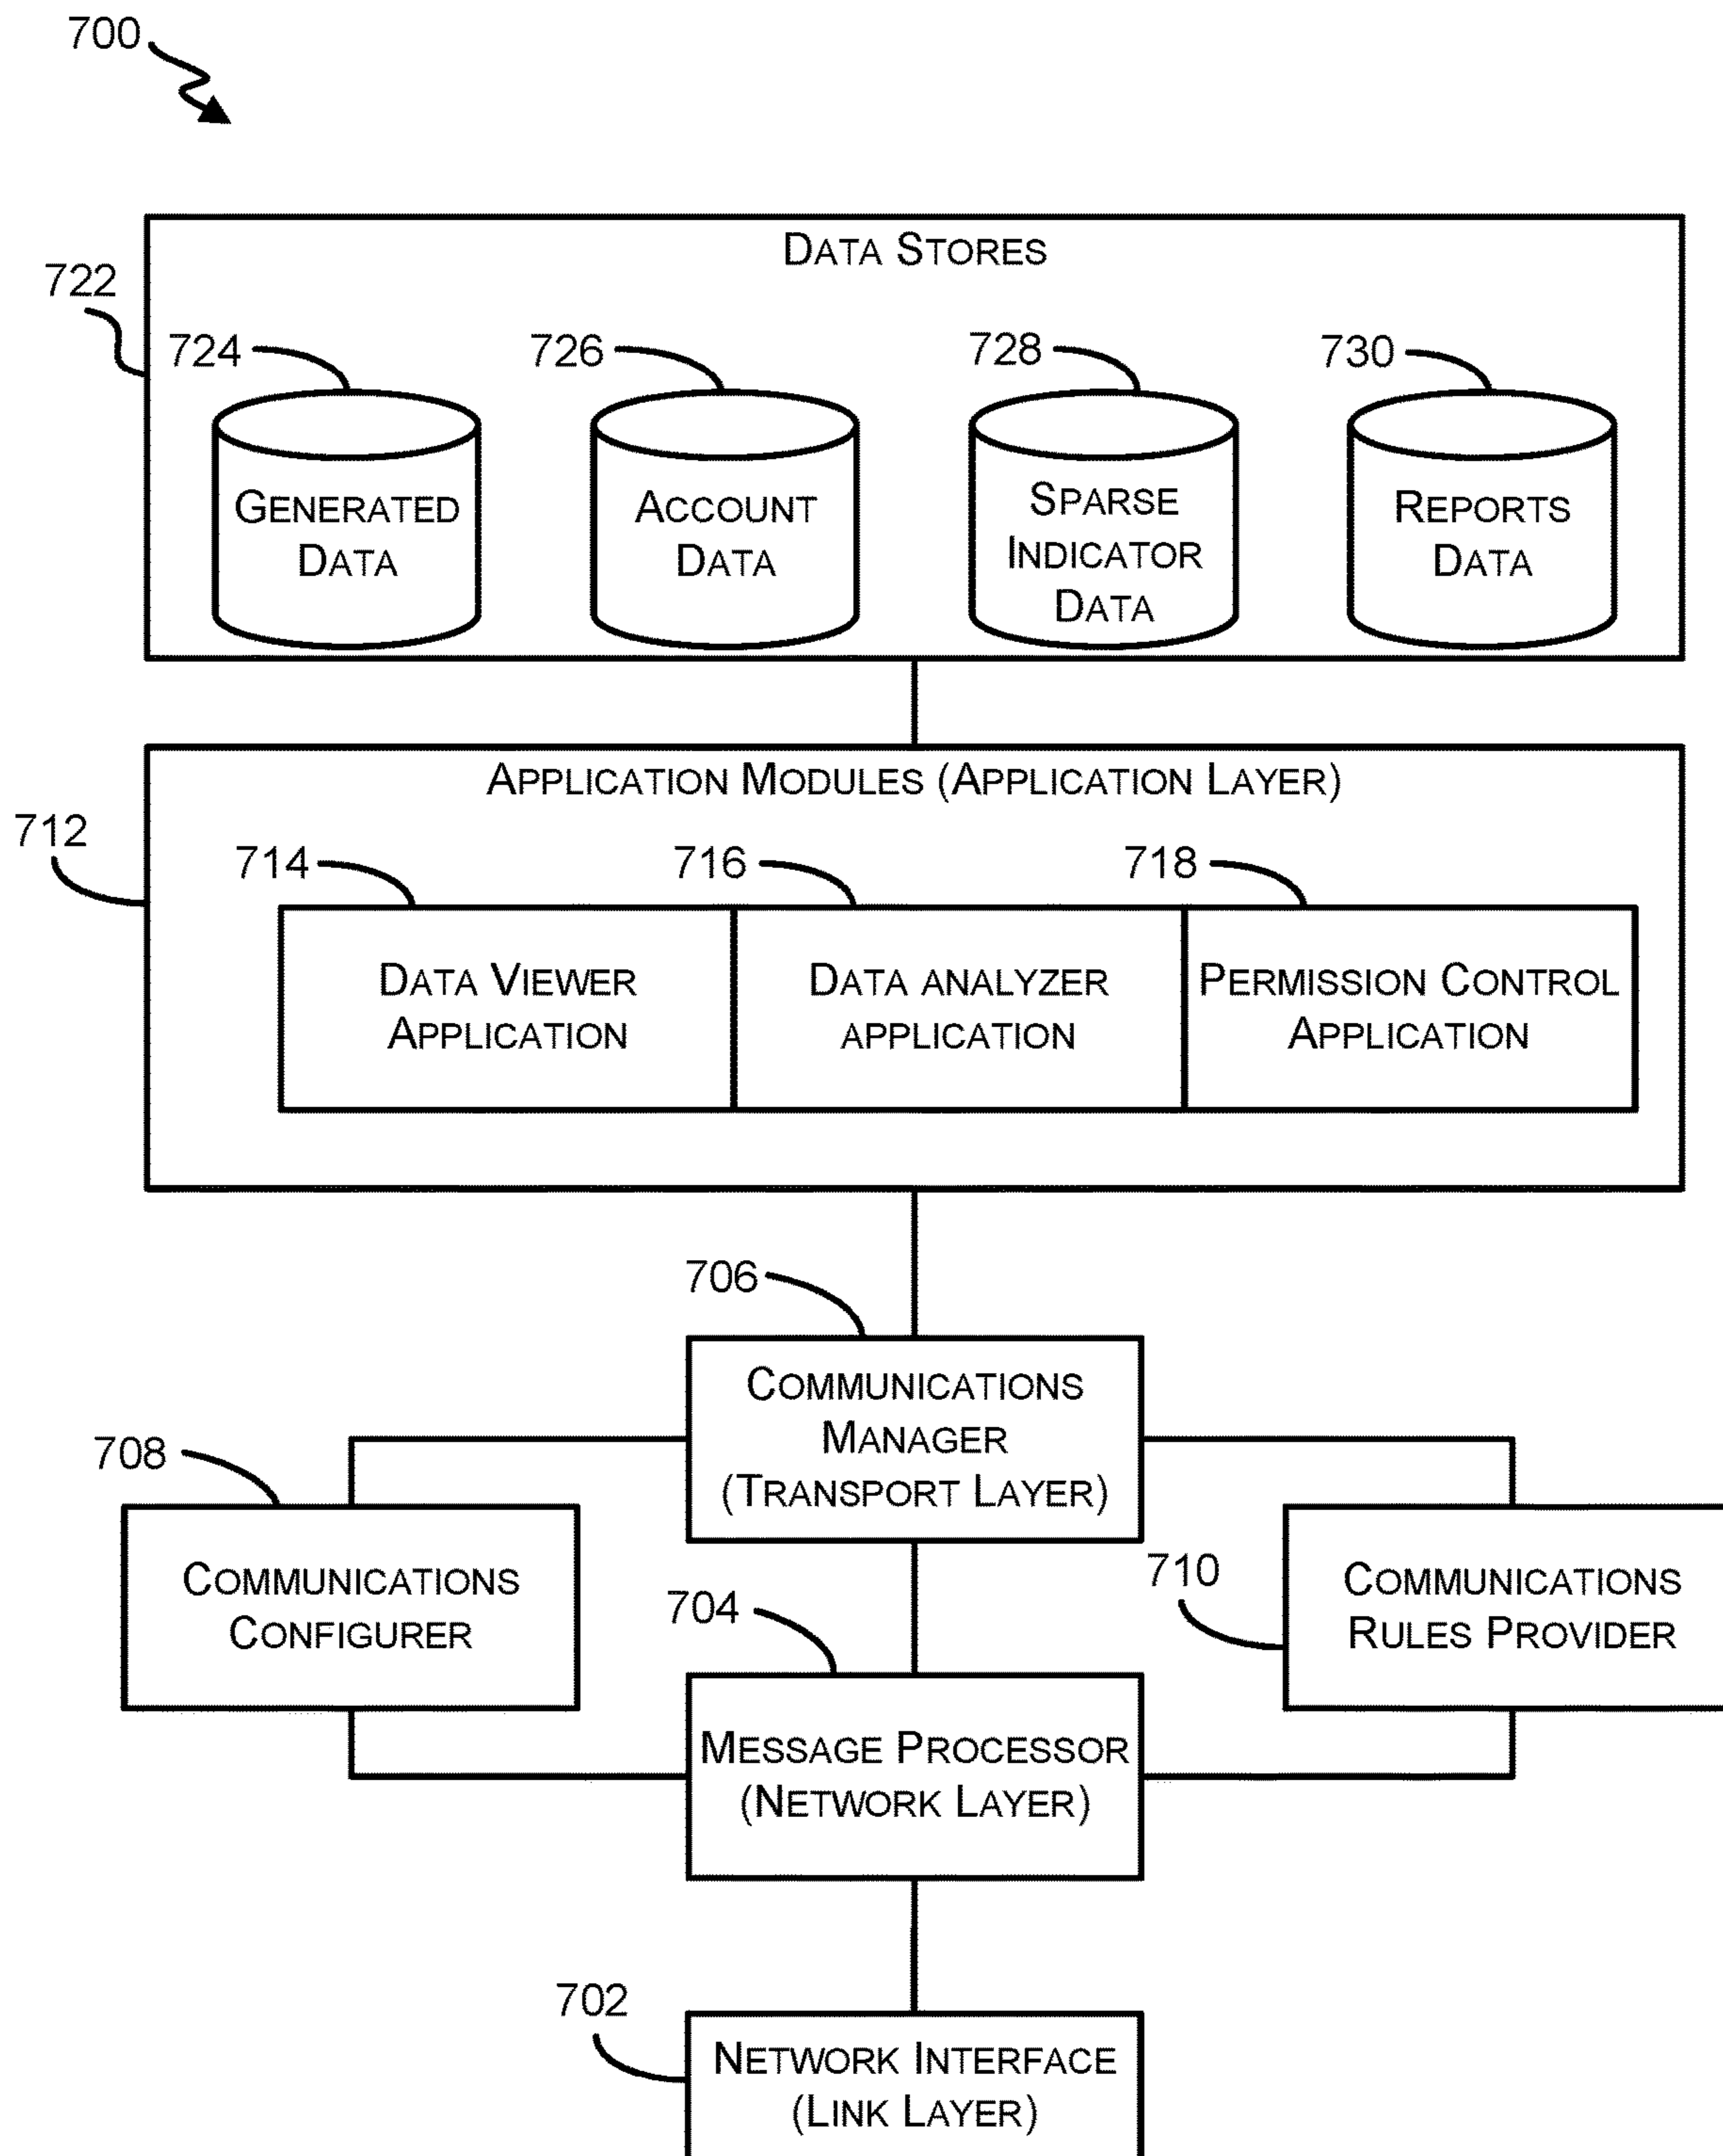 700
DATA STORES
722
724
726
728
730
GENERATED
DATA
ACCOUNT
DATA
SPARSE
INDICATOR
DATA
REPORTS
DATA
APPLICATION MODULES (APPLICATION LAYER)
712
714
716
718
DATA VIEWER
APPLICATION
DATA ANALYZER
APPLICATION
PERMISSION CONTROL
APPLICATION
706
COMMUNICATIONS
MANAGER
(TRANSPORT LAYER)
708
COMMUNICATIONS
CONFIGURER
710
COMMUNICATIONS
RULES PROVIDER
704
MESSAGE PROCESSOR
(NETWORK LAYER)
702
NETWORK INTERFACE
(LINK LAYER)